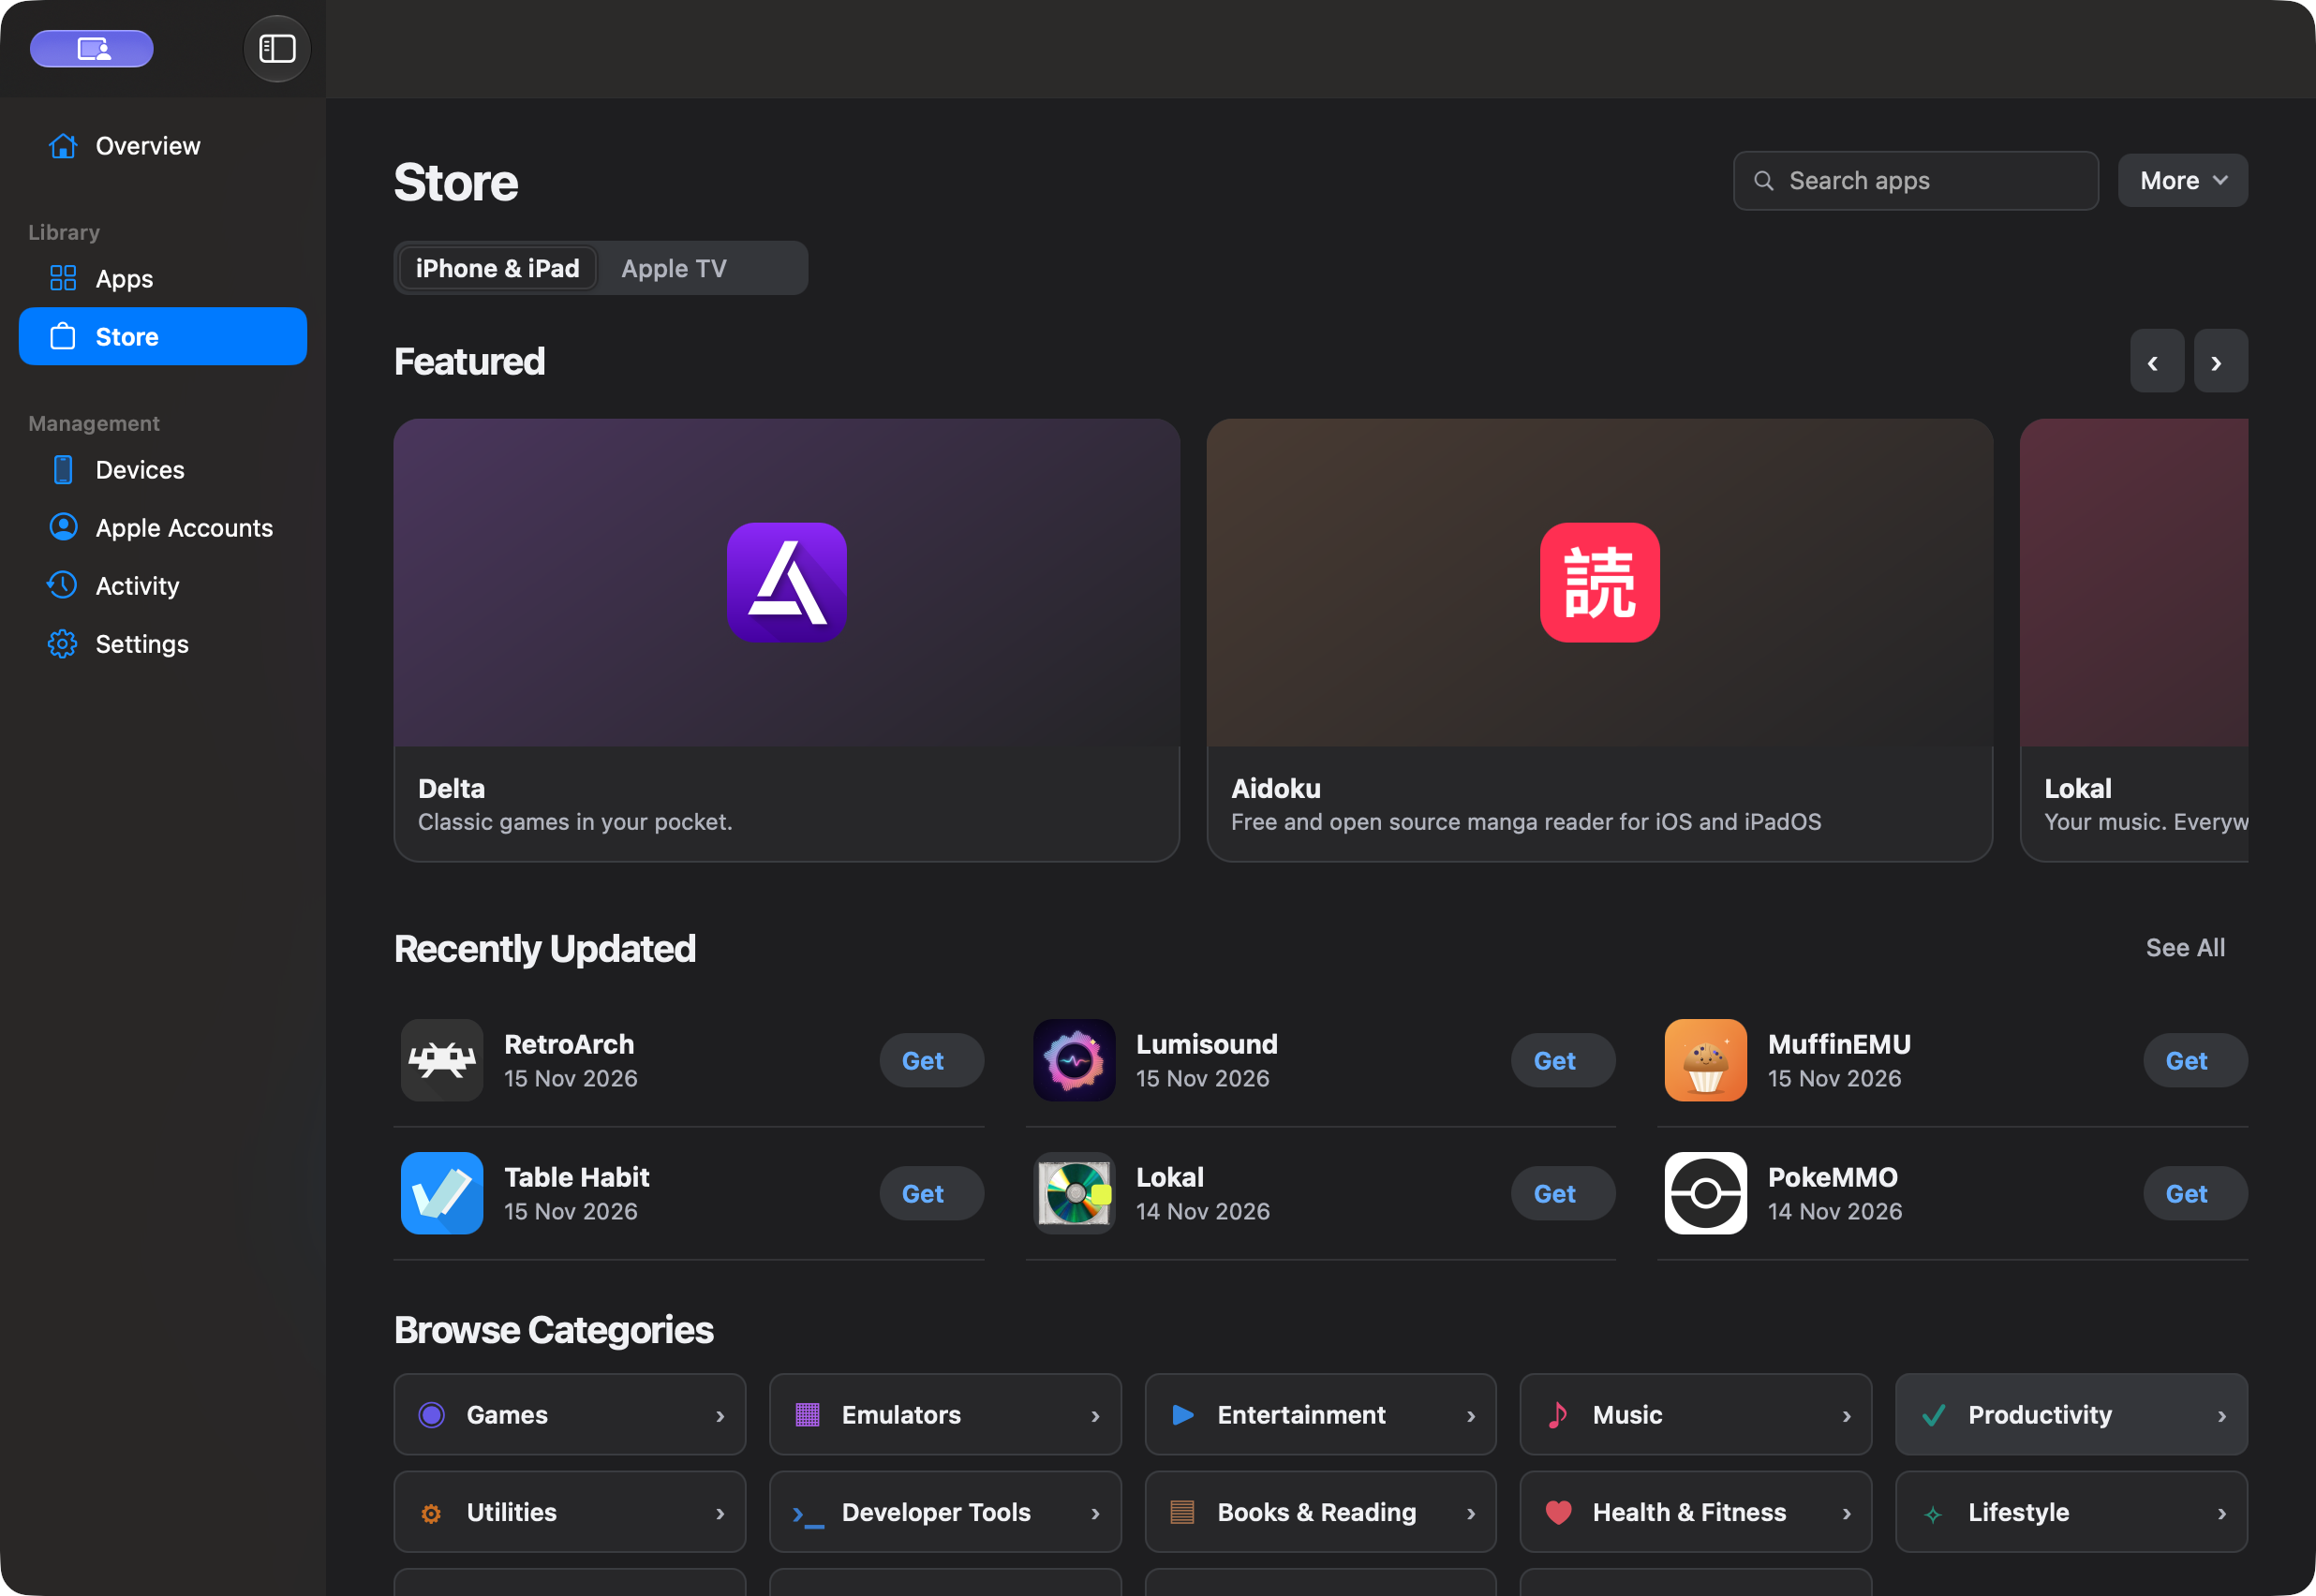 Overview
Library
Apps
Store
Management
Devices
Apple Accounts
Activity
Settings
Store
Search apps
More
iPhone & iPad
Apple TV
Featured
読
Delta
Classic games in your pocket.
Aidoku
Free and open source manga reader for iOS and iPadOS
Lokal
Your music. Everyw
Recently Updated
See All
RetroArch
15 Nov 2026
Get
Lumisound
15 Nov 2026
Get
MuffinEMU
15 Nov 2026
Get
Table Habit
15 Nov 2026
Get
Lokal
14 Nov 2026
Get
PokeMMO
14 Nov 2026
Get
Browse Categories
Games
Emulators
Entertainment
Music
Productivity
Utilities
Developer Tools
Books & Reading
Health & Fitness
Lifestyle